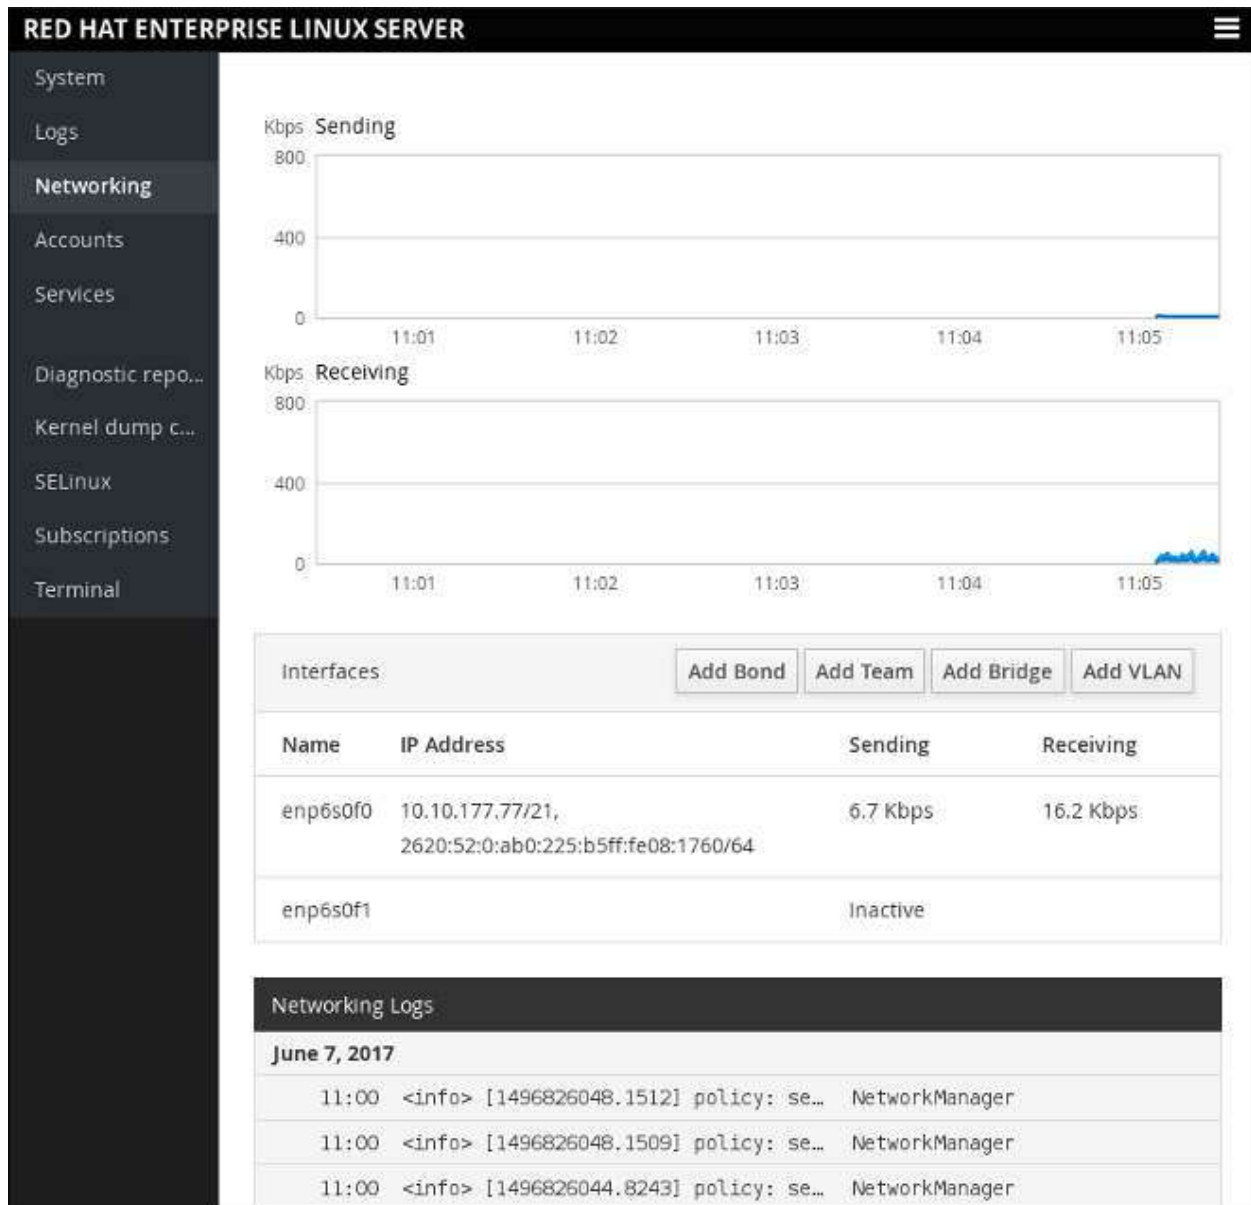 RED HAT ENTERPRISE LINUX SERVER
System
Logs
Networking
Accounts
Services
Diagnostic repo...
Kernel dump c...
SELinux
Subscriptions
Terminal
Kbps Sending
800
400
0
11:01 11:02 11:03 11:04 11:05
Kbps Receiving
800
400
0
11:01 11:02 11:03 11:04 11:05
Interfaces Add Bond Add Team Add Bridge Add VLAN
Name IP Address Sending Receiving
enp6s0f0 10.10.177.77/21, 6.7 Kbps 16.2 Kbps
2620:52:0:ab0:225:b5ff:fe08:1760/64
enp6s0f1 Inactive
Networking Logs
June 7, 2017
11:00 <info> [1496826048.1512] policy: se… NetworkManager
11:00 <info> [1496826048.1509] policy: se… NetworkManager
11:00 <info> [1496826044.8243] policy: se… NetworkManager